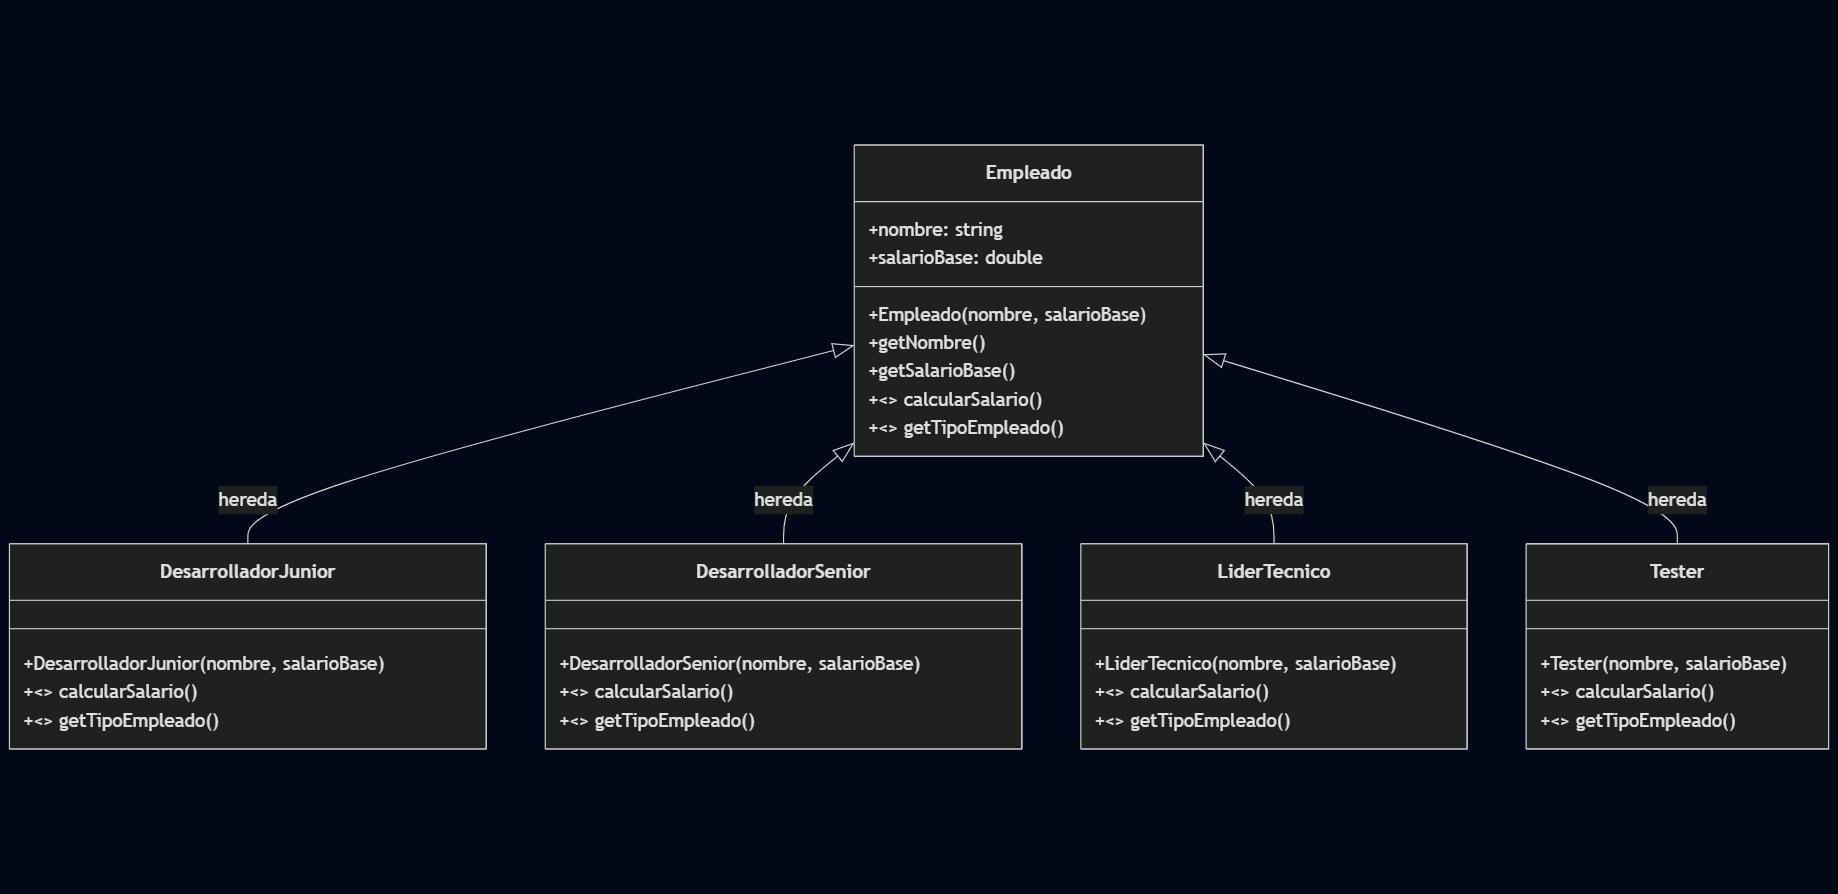 Empleado
+nombre: string
+salarioBase: double
+Empleado(nombre, salarioBase)
+getNombre()
+getSalarioBase()
+<> calcularSalario()
+<> getTipoEmpleado()
hereda
hereda
hereda
hereda
DesarrolladorJunior
+DesarrolladorJunior(nombre, salarioBase)
+<> calcularSalario()
+<> getTipoEmpleado()
DesarrolladorSenior
+DesarrolladorSenior(nombre, salarioBase)
+<> calcularSalario()
+<> getTipoEmpleado()
LiderTecnico
+LiderTecnico(nombre, salarioBase)
+<> calcularSalario()
+<> getTipoEmpleado()
Tester
+Tester(nombre, salarioBase)
+<> calcularSalario()
+<> getTipoEmpleado()